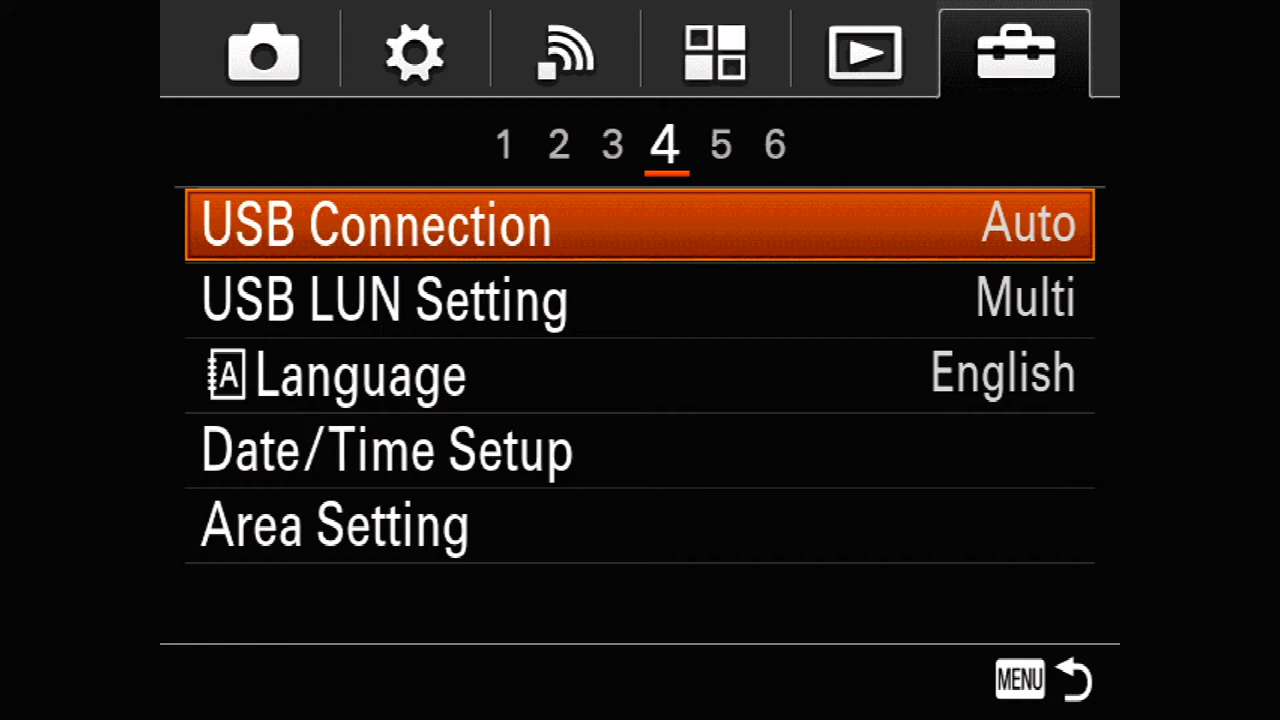 1 2 3 4 5 6
USB Connection Auto
USB LUN Setting Multi
A Language English
Date/Time Setup
Area Setting
MENU